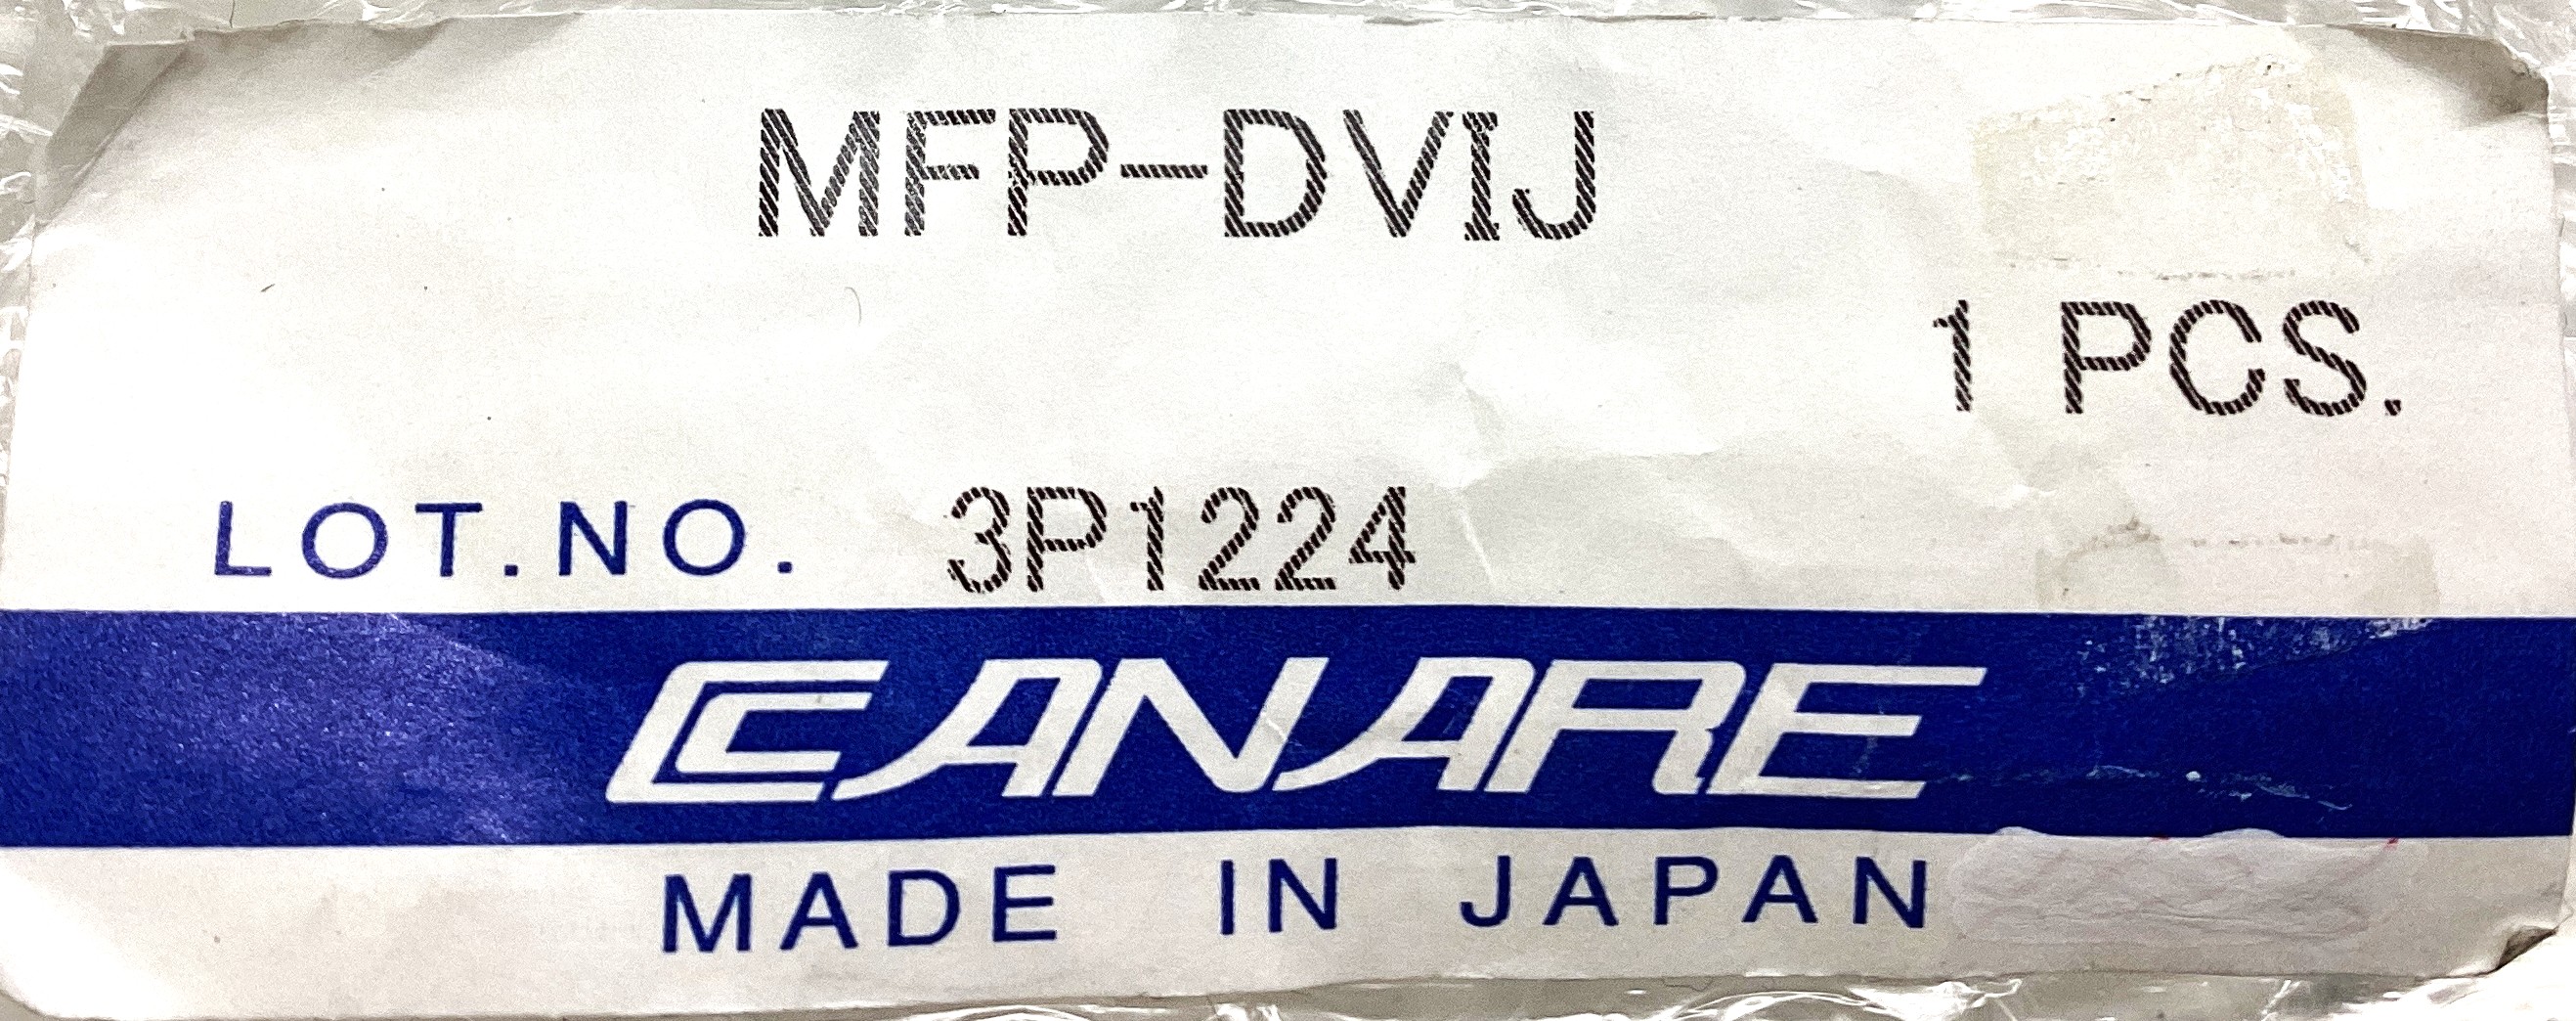 MFP-DVIJ
1 PCS.
LOT.NO. 3P1224
CANARE
MADE IN JAPAN